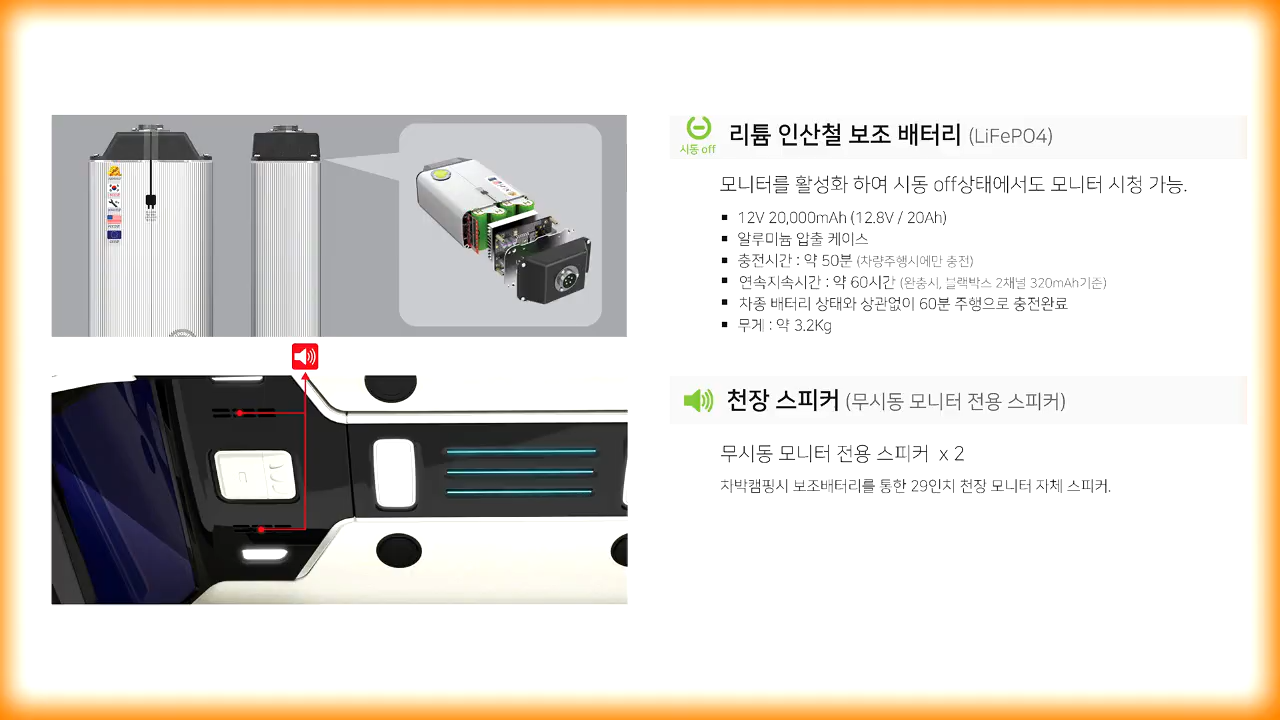 시동 off
리튬 인산철 보조 배터리 (LiFePO4)
모니터를 활성화 하여 시동 off상태에서도 모니터 시청 가능.
12V 20,000mAh (12.8V / 20Ah)
알루미늄 압출 케이스
충전시간 : 약 50분 (차량주행시에만 충전)
연속지속시간 : 약 60시간 (완충시, 블랙박스 2채널 320mAh기준)
차종 배터리 상태와 상관없이 60분 주행으로 충전완료
무게 : 약 3.2Kg
천장 스피커 (무시동 모니터 전용 스피커)
무시동 모니터 전용 스피커 x 2
차박캠핑시 보조배터리를 통한 29인치 천장 모니터 자체 스피커.